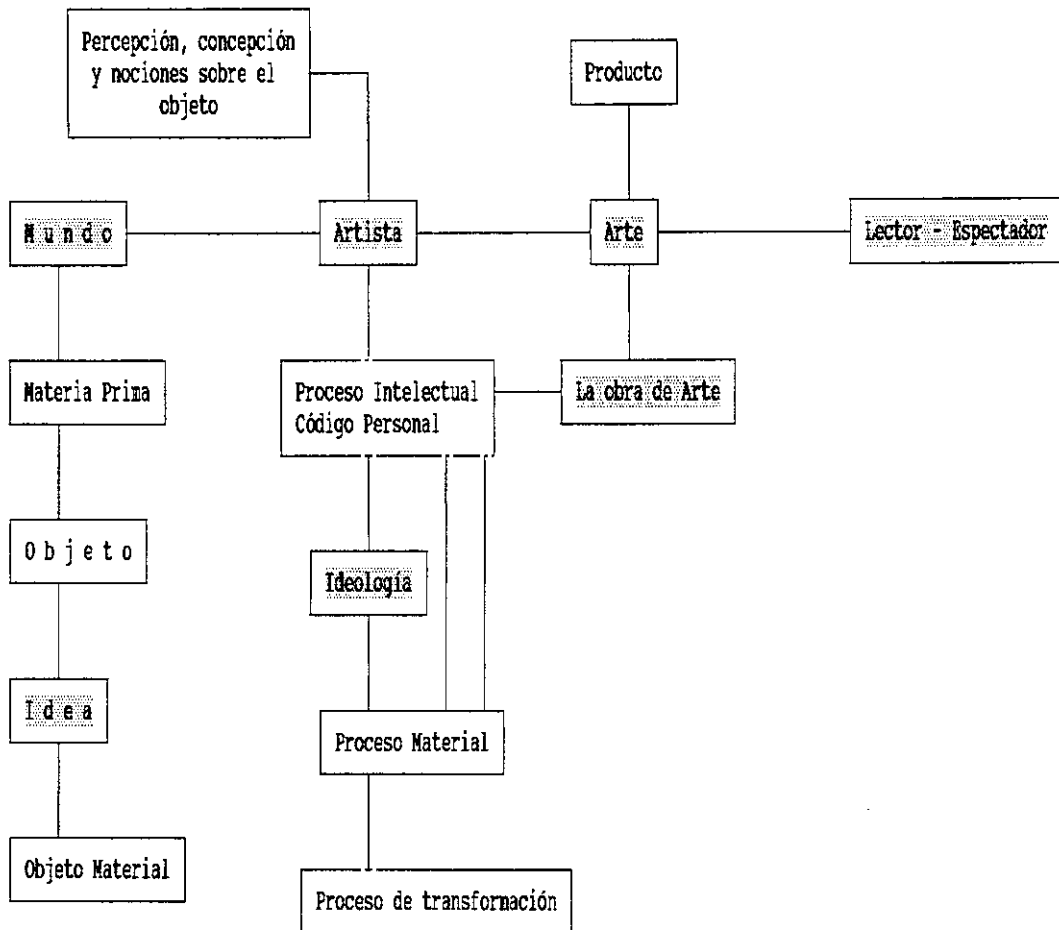 Percepción, concepción
y nociones sobre el
objeto
Producto
M u n d o
Artista
Arte
Lector - Espectador
Materia Prima
Proceso Intelectual
Código Personal
La obra de Arte
O b j e t o
Ideología
I d e a
Proceso Material
Objeto Material
Proceso de transformación